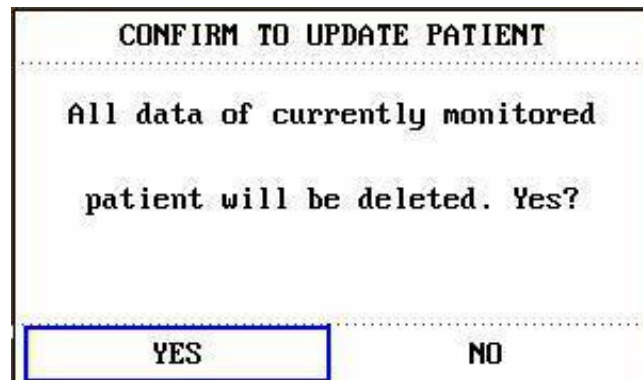 CONFIRM TO UPDATE PATIENT
All data of currently monitored
patient will be deleted. Yes?
YES NO